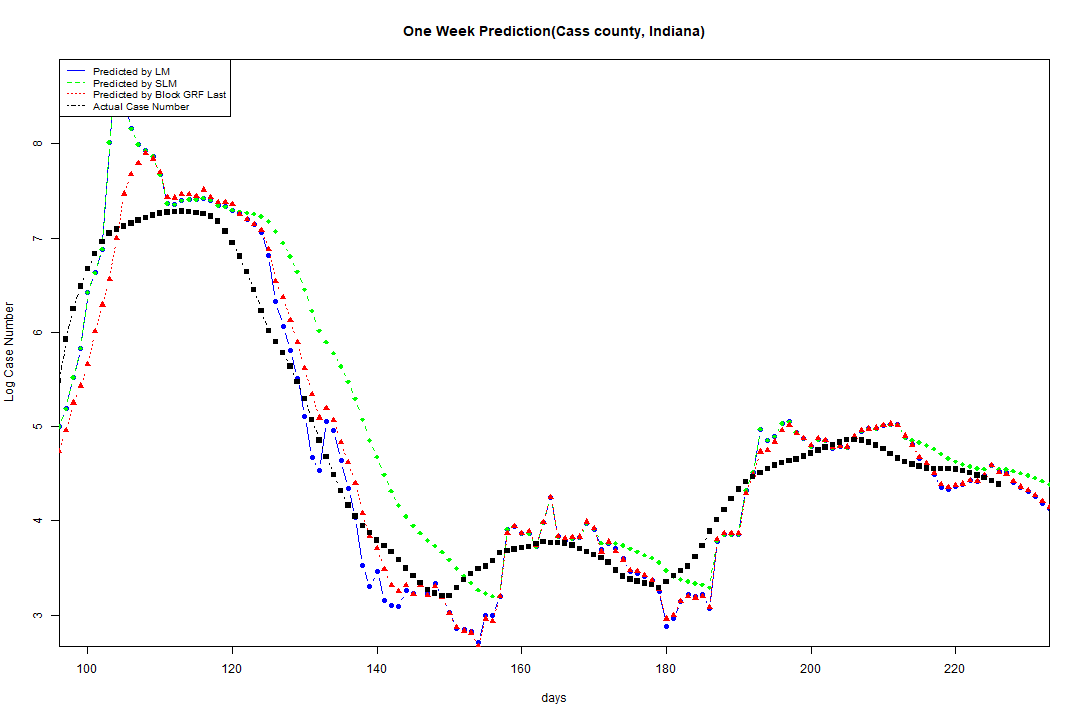 One Week Prediction(Cass county, Indiana)
Predicted by LM
Predicted by SLM
Predicted by Block GRF Last
Actual Case Number
8
7
6
5
4
3
Log Case Number
100 120 140 160 180 200 220
days